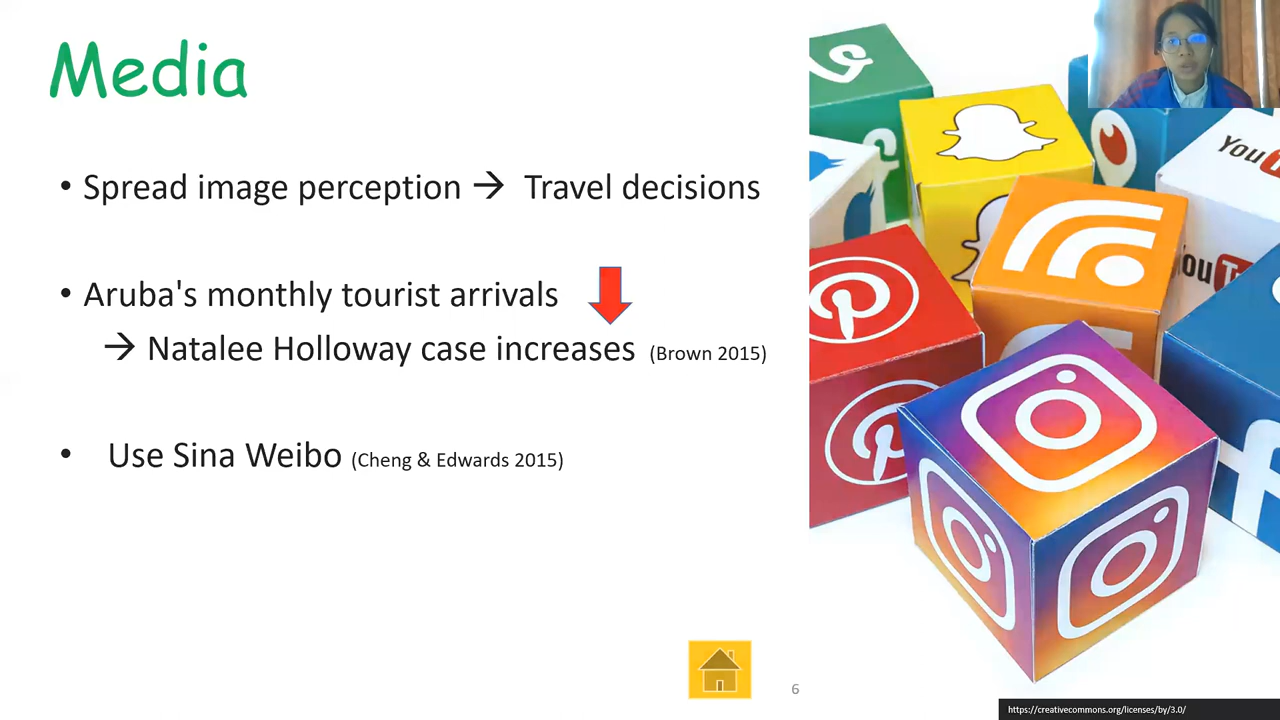 Media
• Spread image perception → Travel decisions
• Aruba's monthly tourist arrivals
→ Natalee Holloway case increases (Brown 2015)
• Use Sina Weibo (Cheng & Edwards 2015)
You
6
https://creativecommons.org/licenses/by/3.0/